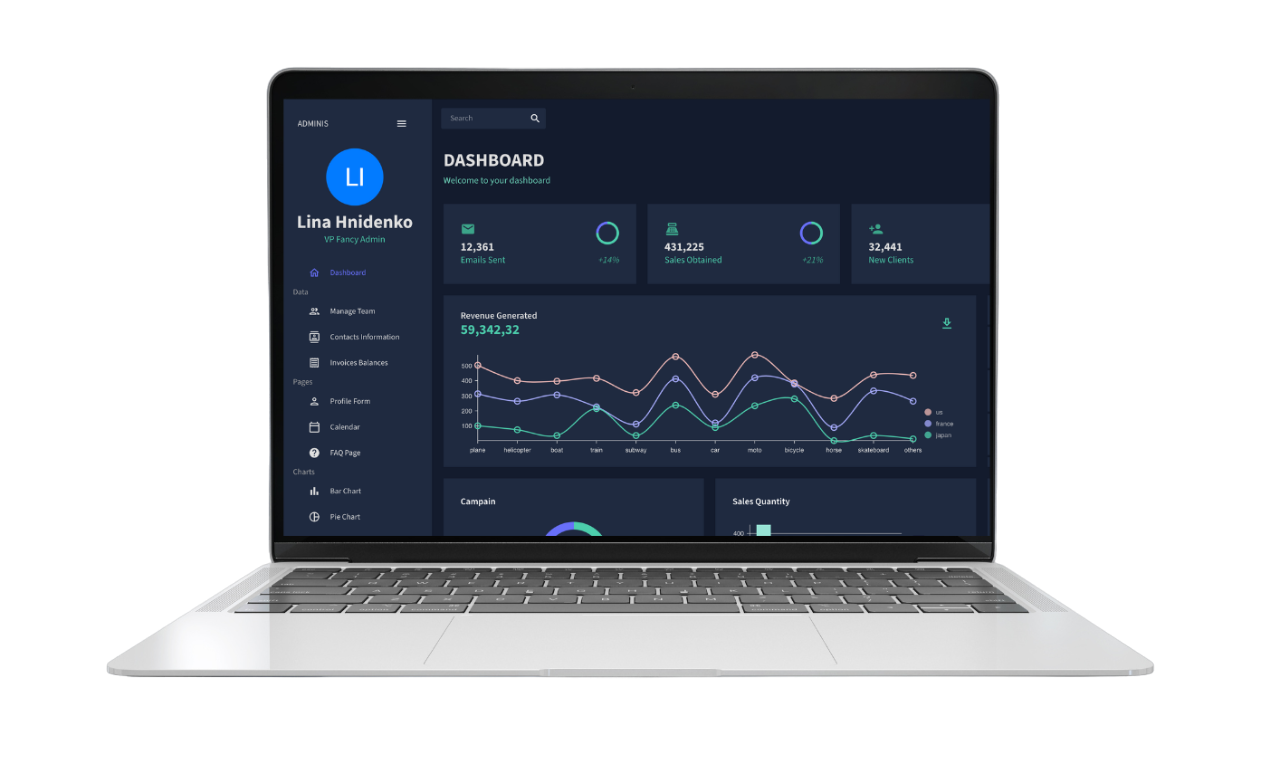 ADMINIS
LI
Lina Hnidenko
VP Fancy Admin
Dashboard
Data
Manage Team
Contacts Information
Invoices Balances
Pages
Profile Form
Calendar
FAQ Page
Charts
Bar Chart
Pie Chart
Search
DASHBOARD
Welcome to your dashboard
12,361
Emails Sent
+14%
431,225
Sales Obtained
+21%
32,441
New Clients
Revenue Generated
59,342,32
500
400
300
200
100
plane helicopter boat train subway bus car moto bicycle horse skateboard others
us
france
japan
Campain
Sales Quantity
400